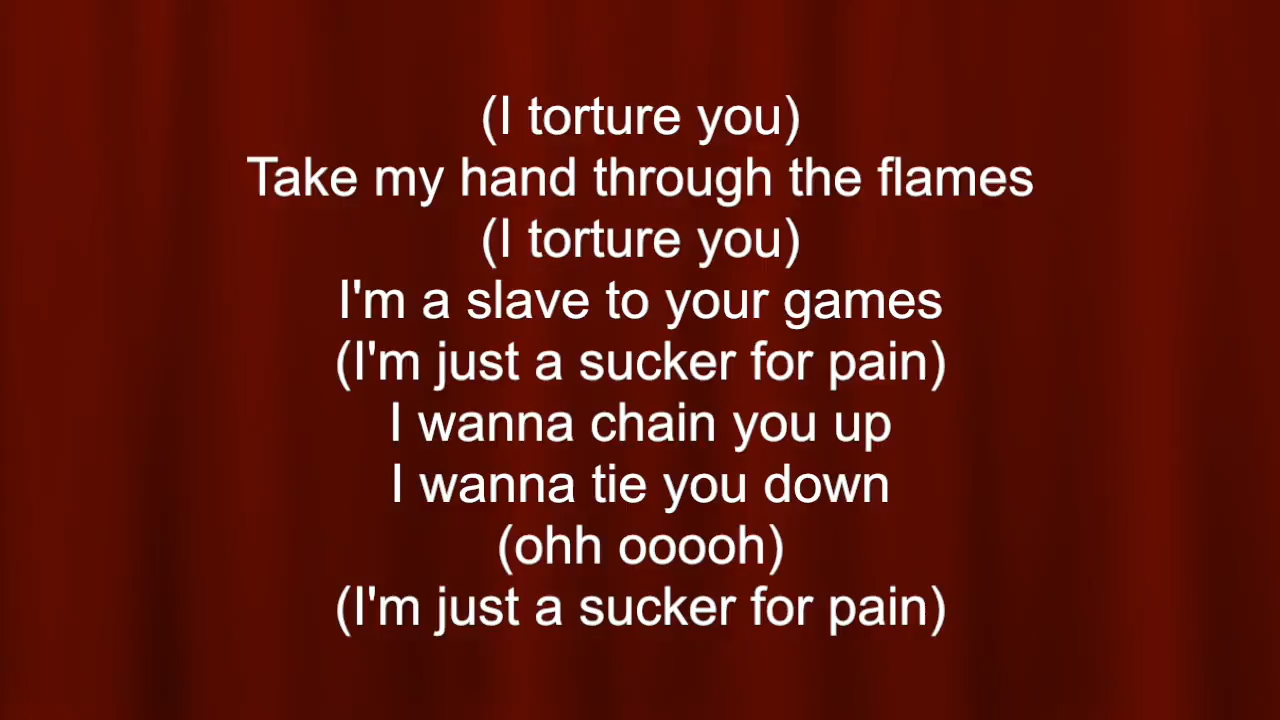 (I torture you)
Take my hand through the flames
(I torture you)
I'm a slave to your games
(I'm just a sucker for pain)
I wanna chain you up
I wanna tie you down
(ohh ooooh)
(I'm just a sucker for pain)